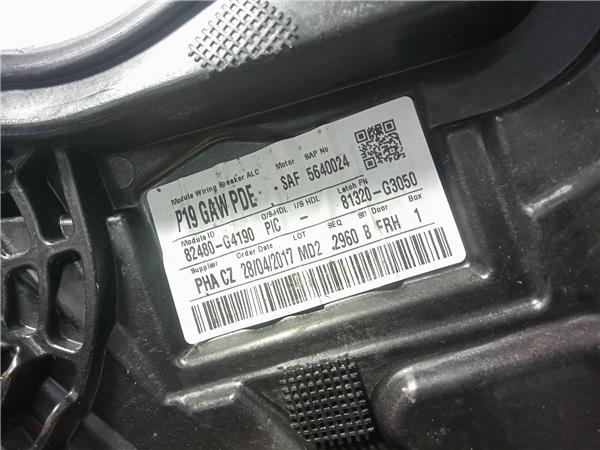 Module Wiring Speaker ALC Motor SAP No
P19 GAW PDE . SAF 5640024
Module ID O/S HDL I/S HDL Latch PN
82480-G4190 PIC - 81320-G3050
Supplier Order Date LOT SEQ Stn Door Box
PHA CZ 28/04/2017 MD2 2960 B FRH 1